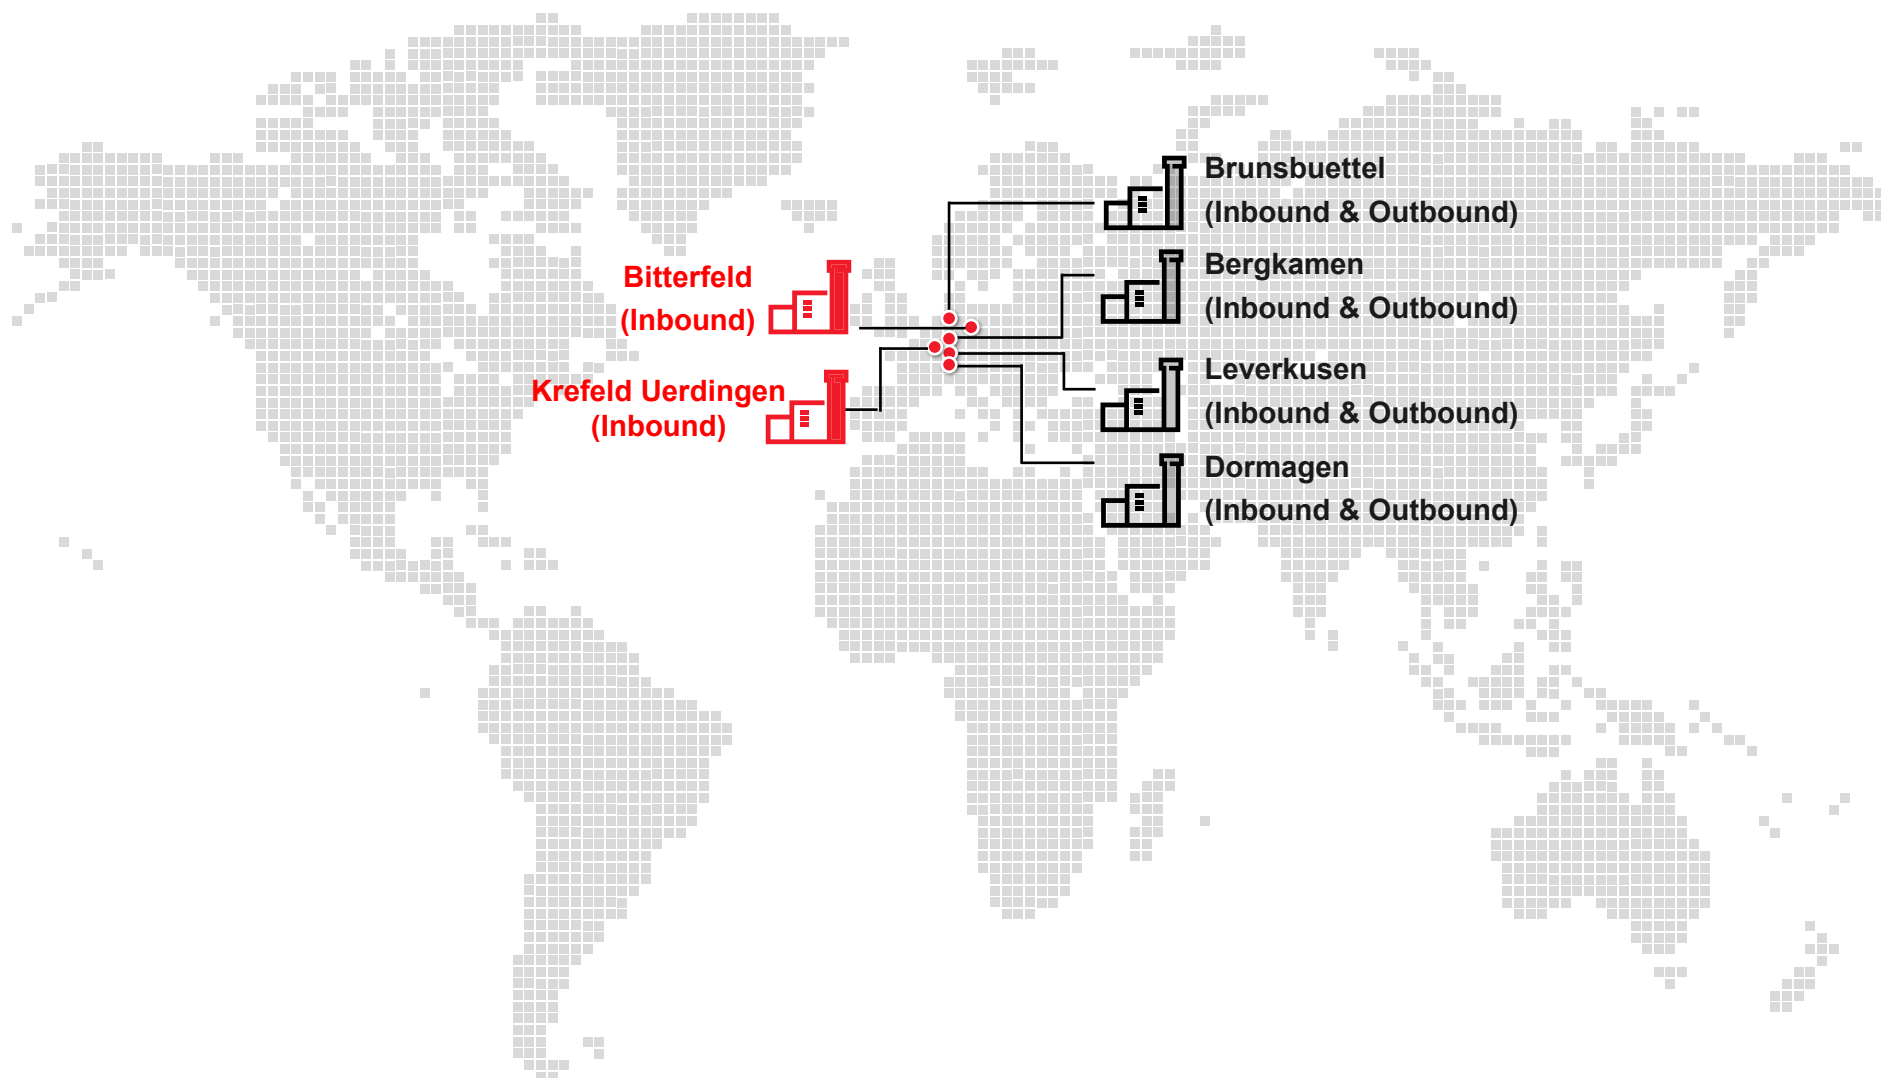 Brunsbuettel
(Inbound & Outbound)
Bergkamen
(Inbound & Outbound)
Bitterfeld
(Inbound)
Leverkusen
(Inbound & Outbound)
Krefeld Uerdingen
(Inbound)
Dormagen
(Inbound & Outbound)